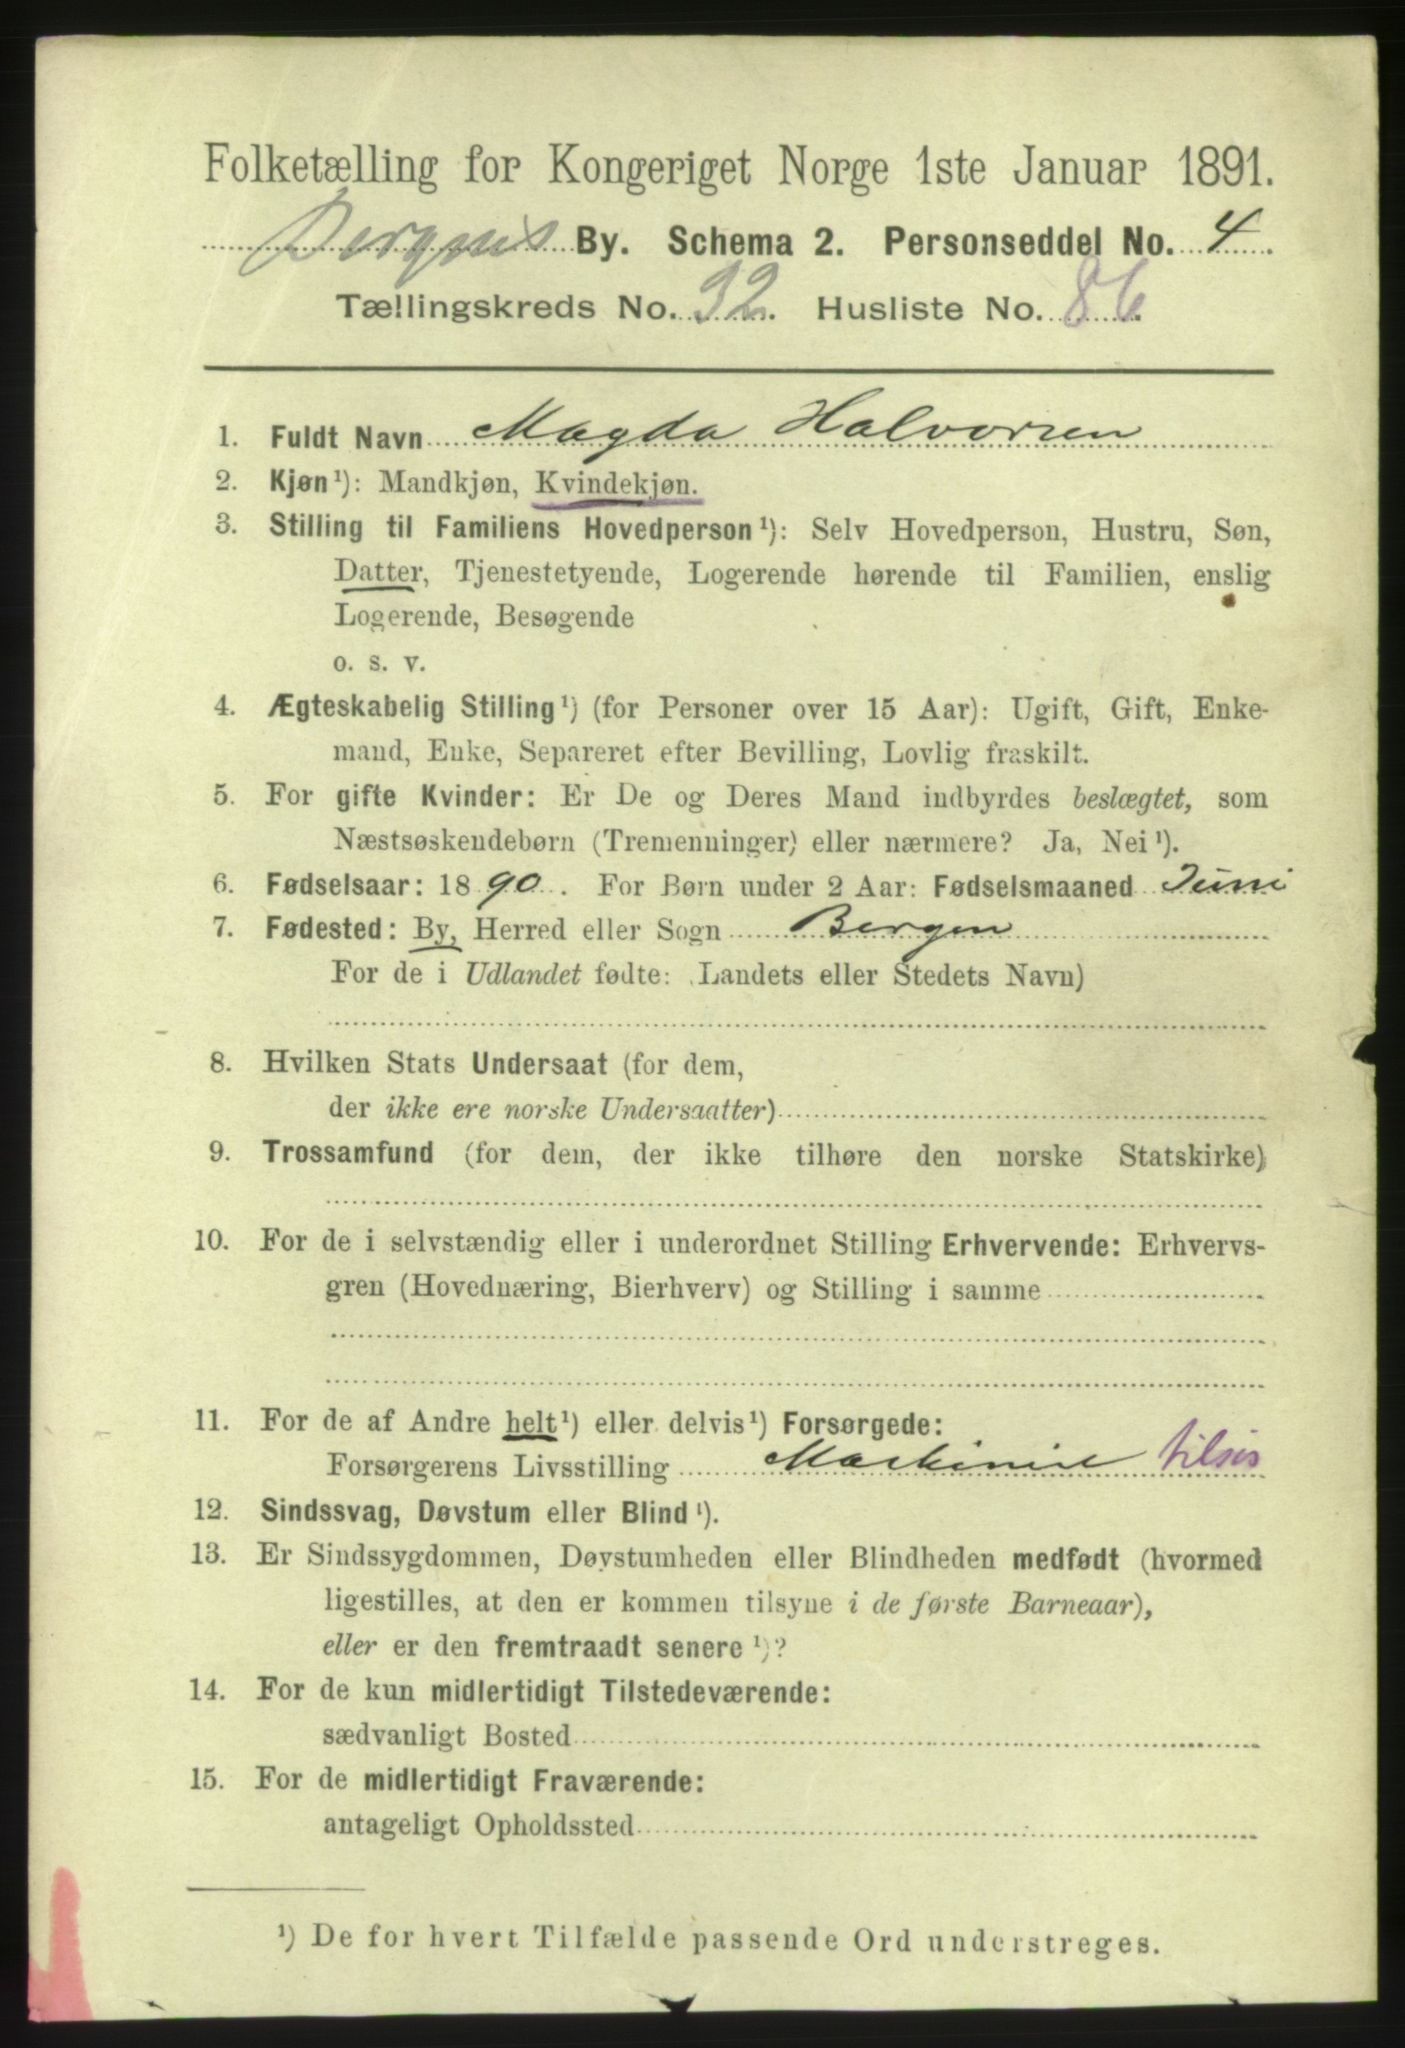 Folketælling for Kongeriget Norge 1ste Januar 1891.
Bergens By. Schema 2. Personseddel No. 4.
Tællingskreds No. 32. Husliste No. 86.
1. Fuldt Navn Magda Halvorsen
2. Kjøn¹): Mandkjøn, Kvindekjøn.
3. Stilling til Familiens Hovedperson¹): Selv Hovedperson, Hustru, Søn,
Datter, Tjenestetyende, Logerende hørende til Familien, enslig
Logerende, Besøgende
o. s. v.
4. Ægteskabelig Stilling¹) (for Personer over 15 Aar): Ugift, Gift, Enke-
mand, Enke, Separeret efter Bevilling, Lovlig fraskilt.
5. For gifte Kvinder: Er De og Deres Mand indbyrdes beslægtet, som
Næstsøskendebørn (Tremenninger) eller nærmere? Ja, Nei¹).
6. Fødselsaar: 1890. For Børn under 2 Aar: Fødselsmaaned Juni
7. Fødested: By, Herred eller Sogn Bergen
For de i Udlandet fødte: Landets eller Stedets Navn)
8. Hvilken Stats Undersaat (for dem,
der ikke ere norske Undersaatter)
9. Trossamfund (for dem, der ikke tilhøre den norske Statskirke)
10. For de i selvstændig eller i underordnet Stilling Erhvervende: Erhvervs-
gren (Hovednæring, Bierhverv) og Stilling i samme
11. For de af Andre helt¹) eller delvis¹) Forsørgede:
Forsørgerens Livsstilling Maskinist tilsis
12. Sindssvag, Døvstum eller Blind¹).
13. Er Sindssygdommen, Døvstumheden eller Blindheden medfødt (hvormed
ligestilles, at den er kommen tilsyne i de første Barneaar),
eller er den fremtraadt senere¹)?
14. For de kun midlertidigt Tilstedeværende:
sædvanligt Bosted
15. For de midlertidigt Fraværende:
antageligt Opholdssted
¹) De for hvert Tilfælde passende Ord understreges.